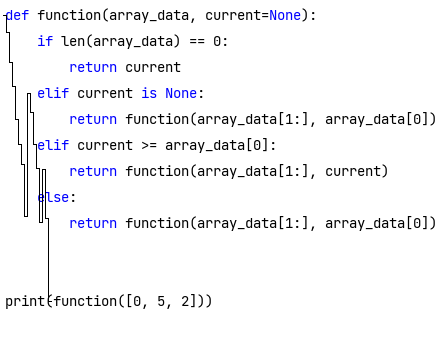 def function(array_data, current=None):
    if len(array_data) == 0:
        return current
    elif current is None:
        return function(array_data[1:], array_data[0])
    elif current >= array_data[0]:
        return function(array_data[1:], current)
    else:
        return function(array_data[1:], array_data[0])
print(function([0, 5, 2]))